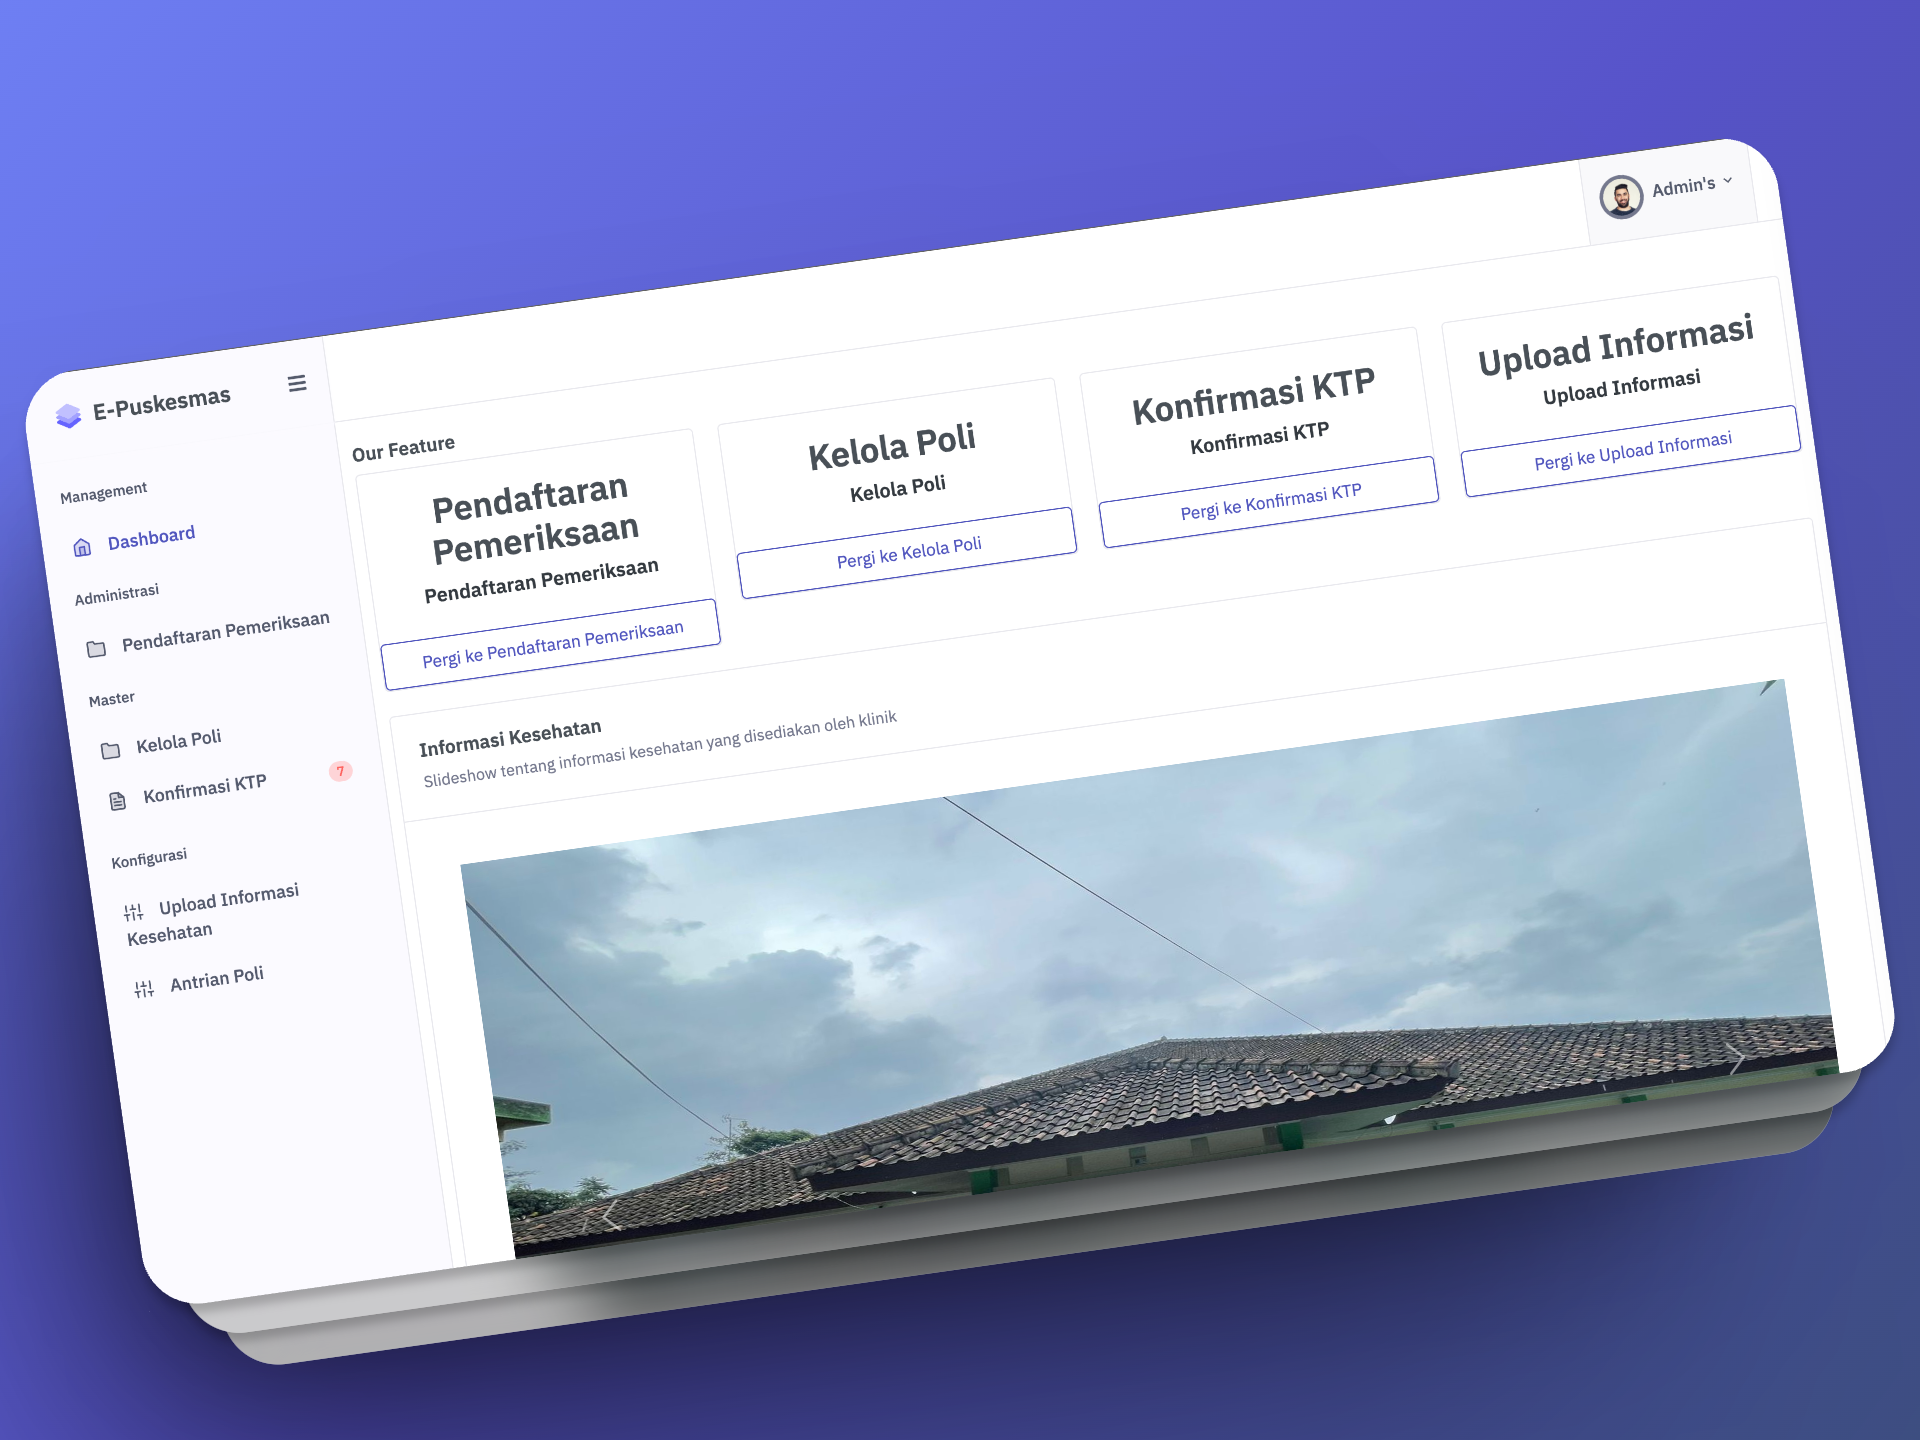 E-Puskesmas
Management
Dashboard
Administrasi
Pendaftaran Pemeriksaan
Master
Kelola Poli
Konfirmasi KTP
7
Konfigurasi
Upload Informasi
Kesehatan
Antrian Poli
Admin's
Our Feature
Pendaftaran
Pemeriksaan
Pendaftaran Pemeriksaan
Pergi ke Pendaftaran Pemeriksaan
Kelola Poli
Kelola Poli
Pergi ke Kelola Poli
Konfirmasi KTP
Konfirmasi KTP
Pergi ke Konfirmasi KTP
Upload Informasi
Upload Informasi
Pergi ke Upload Informasi
Informasi Kesehatan
Slideshow tentang informasi kesehatan yang disediakan oleh klinik